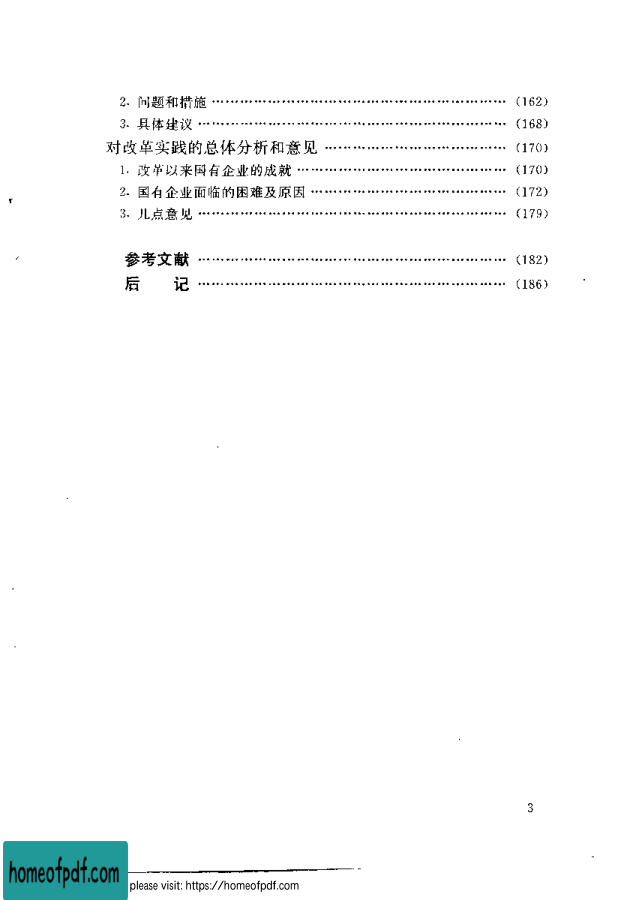 2. 问题和措施 …………………………………………………… (162)
3. 具体建议 ……………………………………………………… (168)
对改革实践的总体分析和意见 ……………………………… (170)
1. 改革以来国有企业的成就 …………………………………… (170)
2. 国有企业面临的困难及原因 ………………………………… (172)
3. 几点意见 ……………………………………………………… (179)
参考文献 ……………………………………………………… (182)
后 记 ……………………………………………………… (186)
3
homeofpdf.com
please visit: https://homeofpdf.com